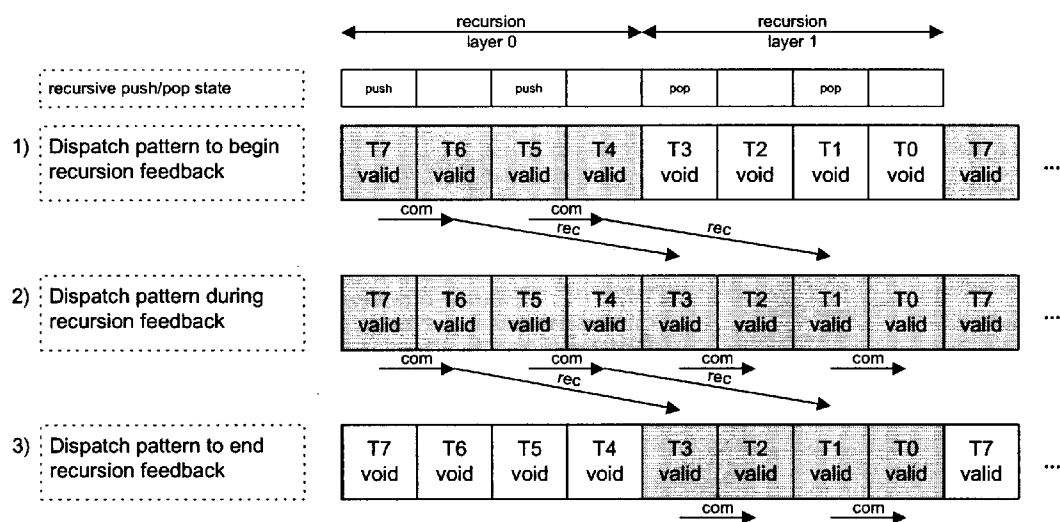 recursion
layer 0
recursion
layer 1
recursive push/pop state
push push pop pop
1) Dispatch pattern to begin
recursion feedback
T7 T6 T5 T4 T3 T2 T1 T0 T7 ...
valid valid valid valid void void void void valid
com com
rec rec
2) Dispatch pattern during
recursion feedback
T7 T6 T5 T4 T3 T2 T1 T0 T7 ...
valid valid valid valid valid valid valid valid valid
com com com com
rec rec
3) Dispatch pattern to end
recursion feedback
T7 T6 T5 T4 T3 T2 T1 T0 T7 ...
void void void void valid valid valid valid valid
com com